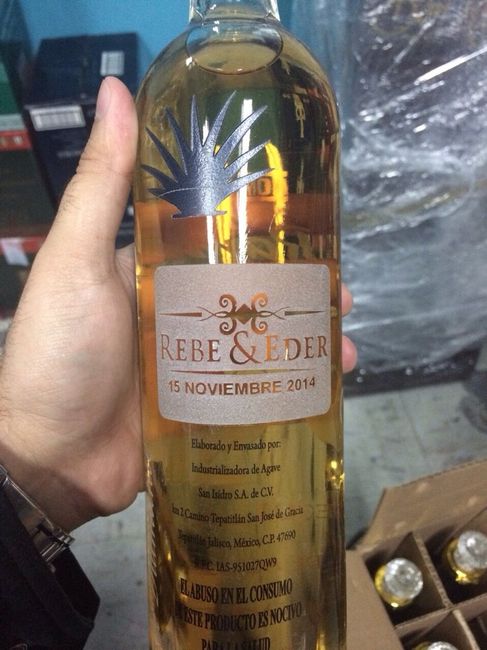 REBE & EDER
15 NOVIEMBRE 2014
Elaborado y Envasado por:
Industrializadora de Agave
San Isidro S.A. de C.V.
Km 2 Camino Tepatitlán San José de Gracia
Tepatitlán Jalisco, México, C.P. 47690
R.F.C. IAS-951027QW9
EL ABUSO EN EL CONSUMO
DE ESTE PRODUCTO ES NOCIVO
PARA LA SALUD